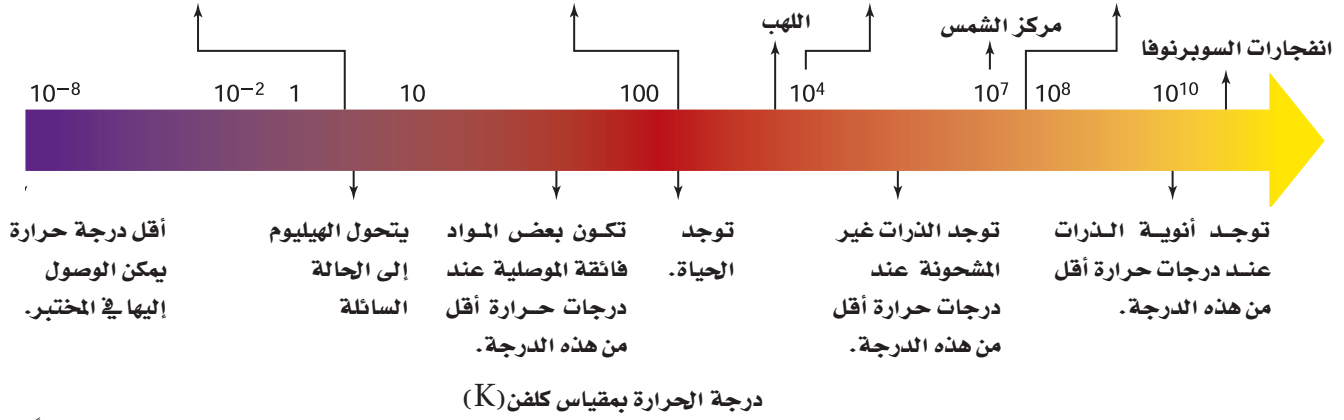 اللهب
مركز الشمس
انفجارات السوبرنوفا
10⁻⁸ 10⁻² 1 10 100 10⁴ 10⁷ 10⁸ 10¹⁰
أقل درجة حرارة
يمكن الوصول
إليها في المختبر.
يتحول الهيليوم
إلى الحالة
السائلة
تكون بعض المواد
فائقة الموصلية عند
درجات حرارة أقل
من هذه الدرجة.
توجد
الحياة.
توجد الذرات غير
المشحونة عند
درجات حرارة أقل
من هذه الدرجة.
توجد أنوية الذرات
عند درجات حرارة أقل
من هذه الدرجة.
درجة الحرارة بمقياس كلفن (K)